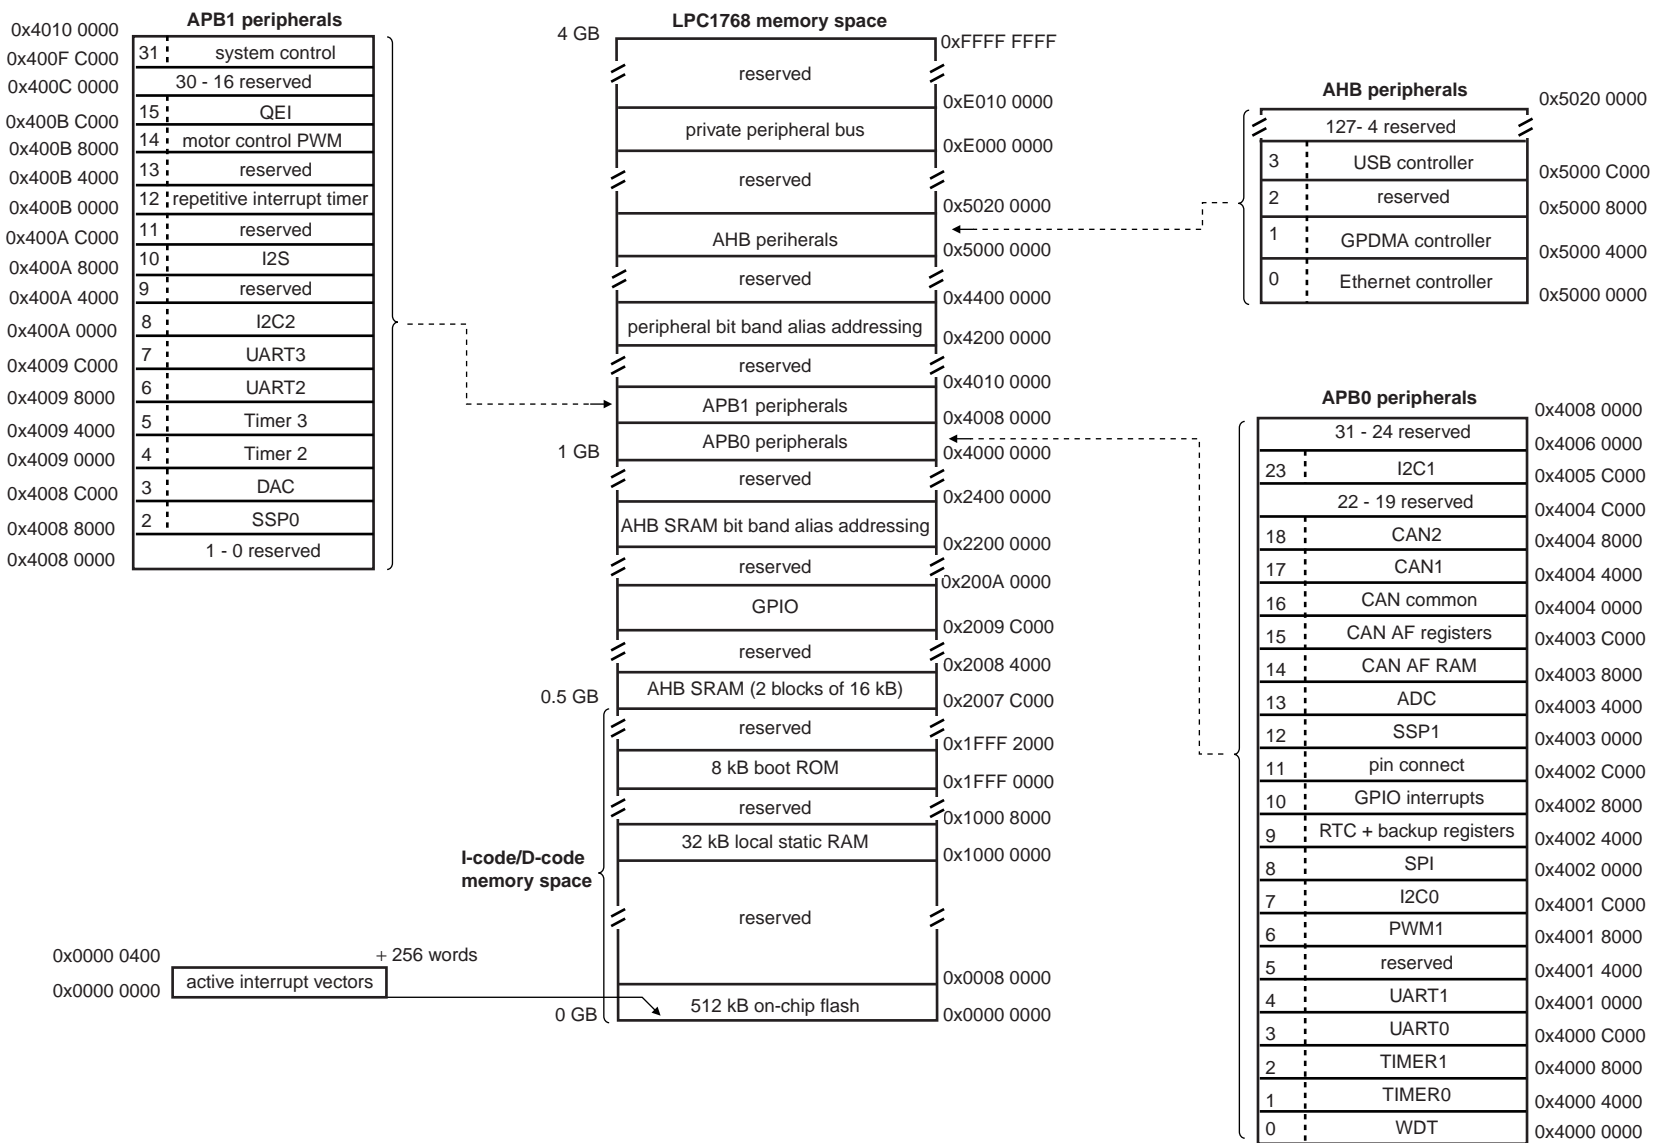 APB1 peripherals
0x4010 0000
31 system control
0x400F C000
30 - 16 reserved
0x400C 0000
15 QEI
0x400B C000
14 motor control PWM
0x400B 8000
13 reserved
0x400B 4000
12 repetitive interrupt timer
0x400B 0000
11 reserved
0x400A C000
10 I2S
0x400A 8000
9 reserved
0x400A 4000
8 I2C2
0x400A 0000
7 UART3
0x4009 C000
6 UART2
0x4009 8000
5 Timer 3
0x4009 4000
4 Timer 2
0x4009 0000
3 DAC
0x4008 C000
2 SSP0
0x4008 8000
1 - 0 reserved
0x4008 0000
LPC1768 memory space
4 GB
0xFFFF FFFF
reserved
0xE010 0000
private peripheral bus
0xE000 0000
reserved
0x5020 0000
AHB periherals
0x5000 0000
reserved
0x4400 0000
peripheral bit band alias addressing
0x4200 0000
reserved
0x4010 0000
APB1 peripherals
0x4008 0000
APB0 peripherals
1 GB
0x4000 0000
reserved
0x2400 0000
AHB SRAM bit band alias addressing
0x2200 0000
reserved
0x200A 0000
GPIO
0x2009 C000
reserved
0x2008 4000
AHB SRAM (2 blocks of 16 kB)
0.5 GB
0x2007 C000
reserved
0x1FFF 2000
8 kB boot ROM
0x1FFF 0000
reserved
0x1000 8000
32 kB local static RAM
0x1000 0000
I-code/D-code
memory space
reserved
0x0008 0000
512 kB on-chip flash
0 GB
0x0000 0000
0x0000 0400
+ 256 words
active interrupt vectors
0x0000 0000
AHB peripherals
0x5020 0000
127- 4 reserved
3 USB controller
0x5000 C000
2 reserved
0x5000 8000
1 GPDMA controller
0x5000 4000
0 Ethernet controller
0x5000 0000
APB0 peripherals
0x4008 0000
31 - 24 reserved
0x4006 0000
23 I2C1
0x4005 C000
22 - 19 reserved
0x4004 C000
18 CAN2
0x4004 8000
17 CAN1
0x4004 4000
16 CAN common
0x4004 0000
15 CAN AF registers
0x4003 C000
14 CAN AF RAM
0x4003 8000
13 ADC
0x4003 4000
12 SSP1
0x4003 0000
11 pin connect
0x4002 C000
10 GPIO interrupts
0x4002 8000
9 RTC + backup registers
0x4002 4000
8 SPI
0x4002 0000
7 I2C0
0x4001 C000
6 PWM1
0x4001 8000
5 reserved
0x4001 4000
4 UART1
0x4001 0000
3 UART0
0x4000 C000
2 TIMER1
0x4000 8000
1 TIMER0
0x4000 4000
0 WDT
0x4000 0000